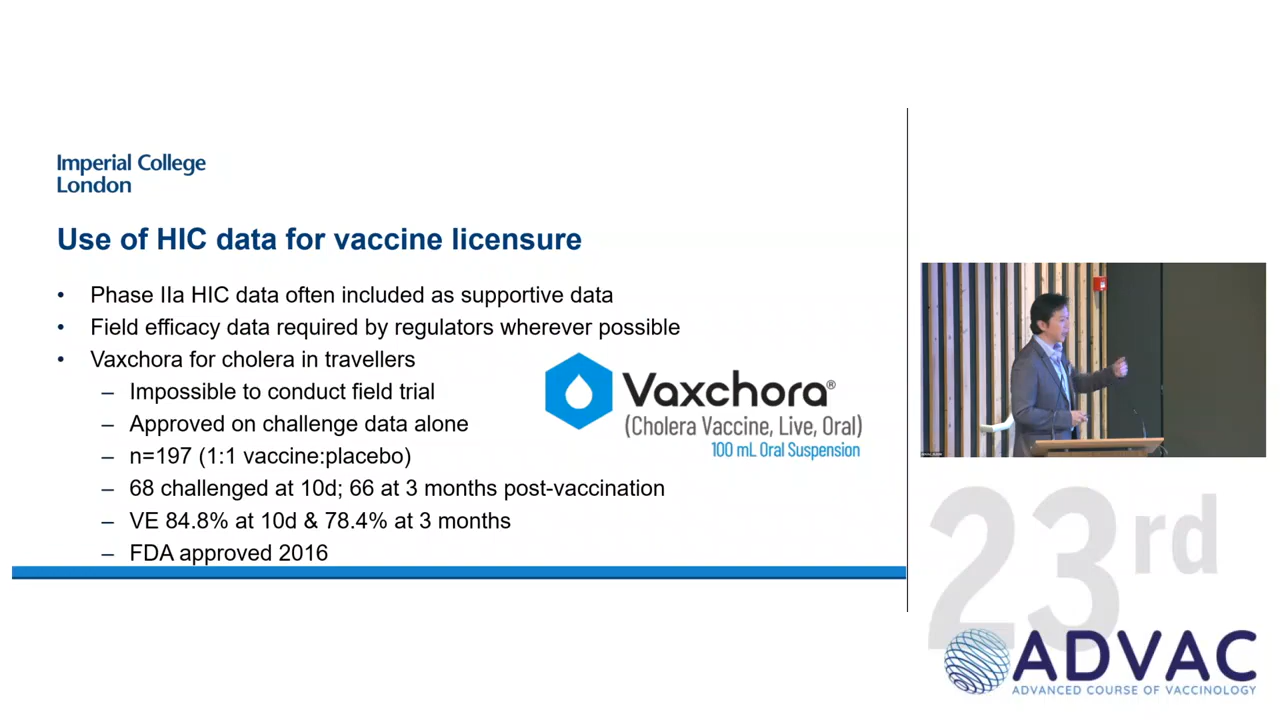 Imperial College
London
Use of HIC data for vaccine licensure
• Phase IIa HIC data often included as supportive data
• Field efficacy data required by regulators wherever possible
• Vaxchora for cholera in travellers
– Impossible to conduct field trial
– Approved on challenge data alone
– n=197 (1:1 vaccine:placebo)
– 68 challenged at 10d; 66 at 3 months post-vaccination
– VE 84.8% at 10d & 78.4% at 3 months
– FDA approved 2016
Vaxchora®
(Cholera Vaccine, Live, Oral)
100 mL Oral Suspension
23rd
ADVAC
ADVANCED COURSE OF VACCINOLOGY